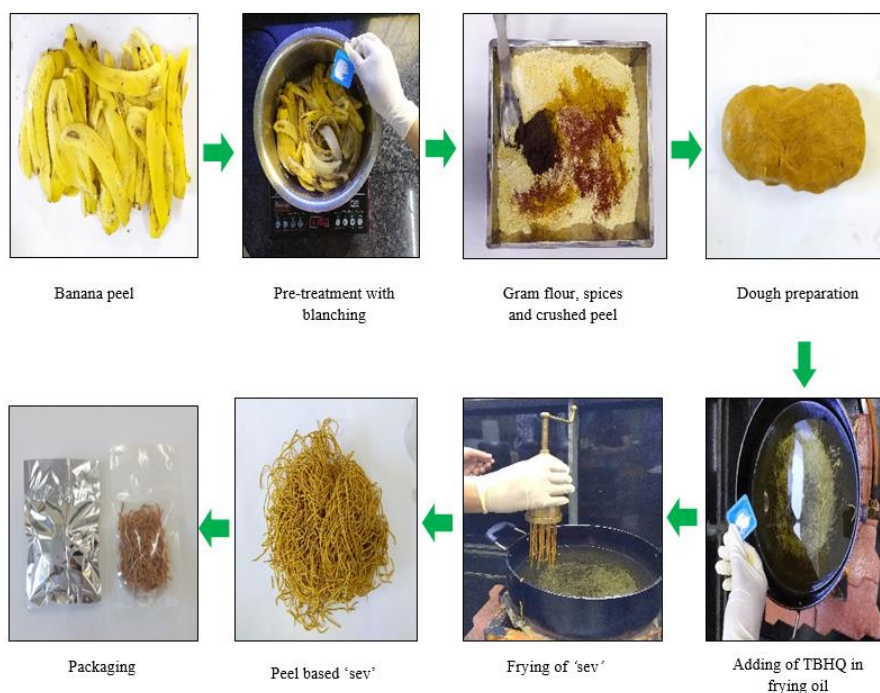 Banana peel
Pre-treatment with
blanching
Gram flour, spices
and crushed peel
Dough preparation
Adding of TBHQ in
frying oil
Frying of ‘sev’
Peel based ‘sev’
Packaging